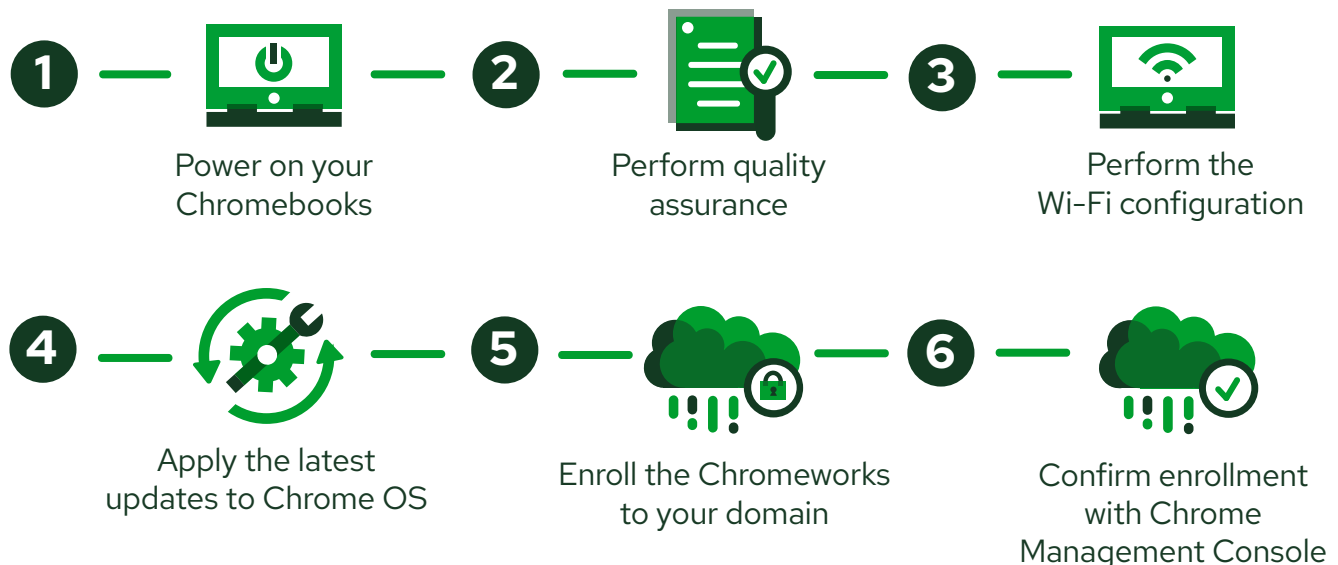 1
Power on your
Chromebooks
2
Perform quality
assurance
3
Perform the
Wi-Fi configuration
4
Apply the latest
updates to Chrome OS
5
Enroll the Chromeworks
to your domain
6
Confirm enrollment
with Chrome
Management Console